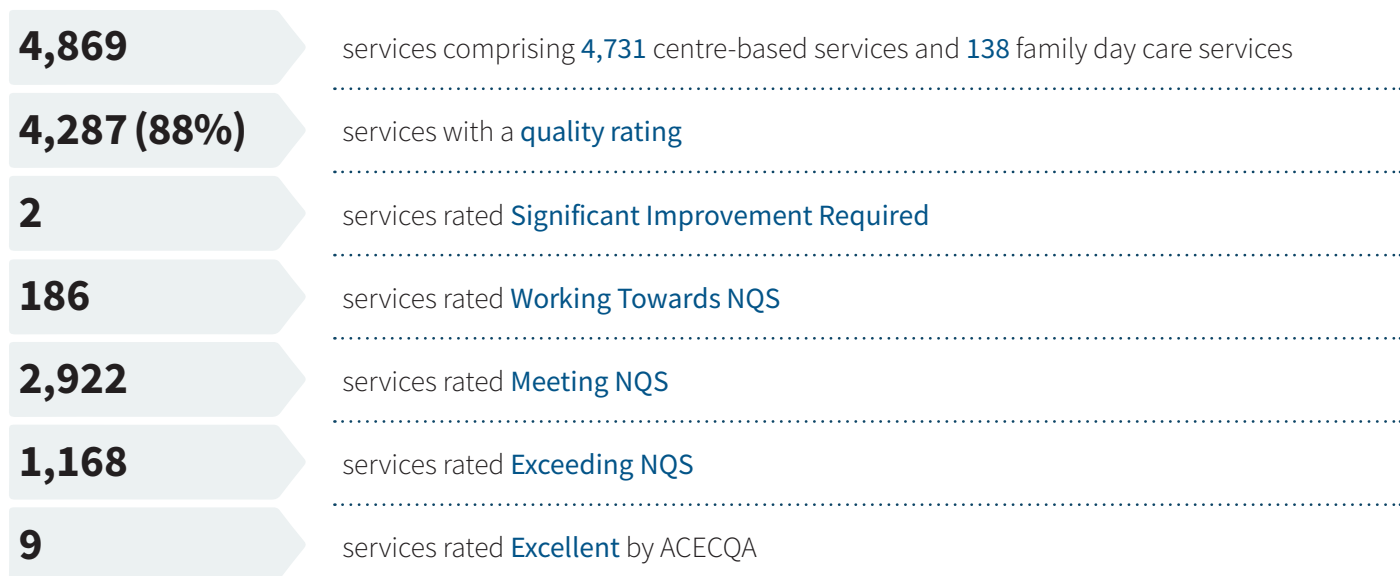 4,869 services comprising 4,731 centre-based services and 138 family day care services
4,287 (88%) services with a quality rating
2 services rated Significant Improvement Required
186 services rated Working Towards NQS
2,922 services rated Meeting NQS
1,168 services rated Exceeding NQS
9 services rated Excellent by ACECQA